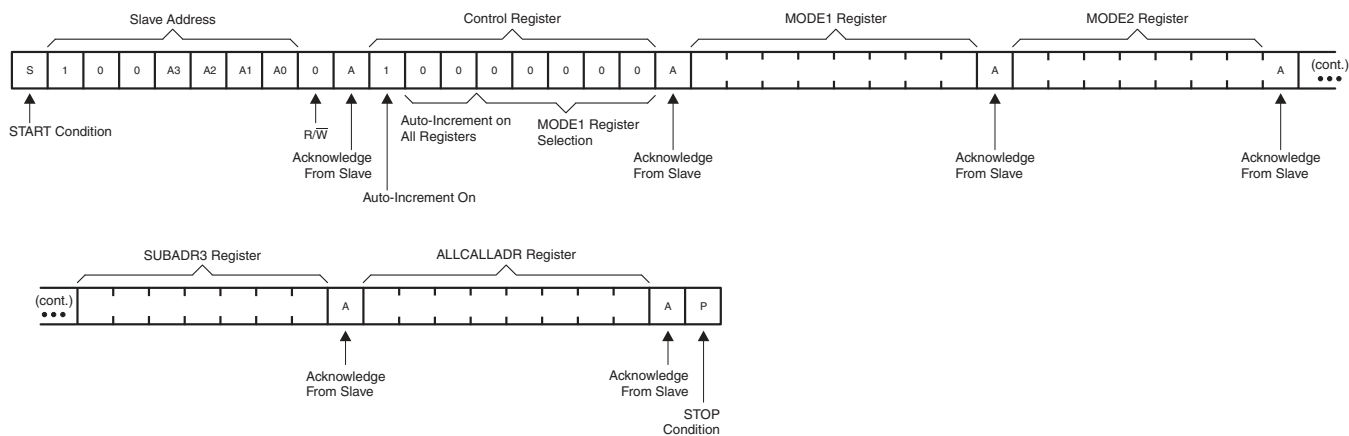 Slave Address
Control Register
MODE1 Register
MODE2 Register
S 1 0 0 A3 A2 A1 A0 0 A 1 0 0 0 0 0 0 0 A A A (cont.)
START Condition
R/W̅
Acknowledge
From Slave
Auto-Increment On
Auto-Increment on
All Registers
MODE1 Register
Selection
Acknowledge
From Slave
Acknowledge
From Slave
Acknowledge
From Slave
SUBADR3 Register
ALLCALLADR Register
(cont.) A A P
Acknowledge
From Slave
Acknowledge
From Slave
STOP
Condition